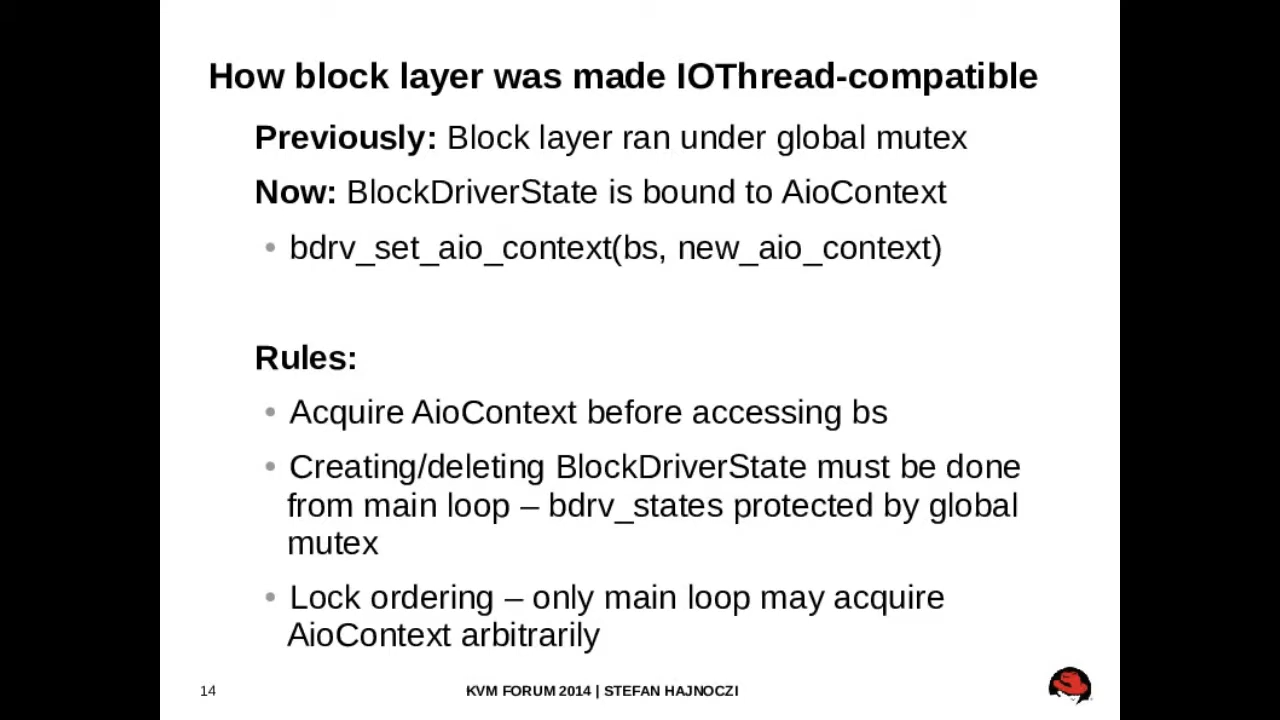 How block layer was made IOThread-compatible
Previously: Block layer ran under global mutex
Now: BlockDriverState is bound to AioContext
• bdrv_set_aio_context(bs, new_aio_context)
Rules:
• Acquire AioContext before accessing bs
• Creating/deleting BlockDriverState must be done
from main loop – bdrv_states protected by global
mutex
• Lock ordering – only main loop may acquire
AioContext arbitrarily
14
KVM FORUM 2014 | STEFAN HAJNOCZI